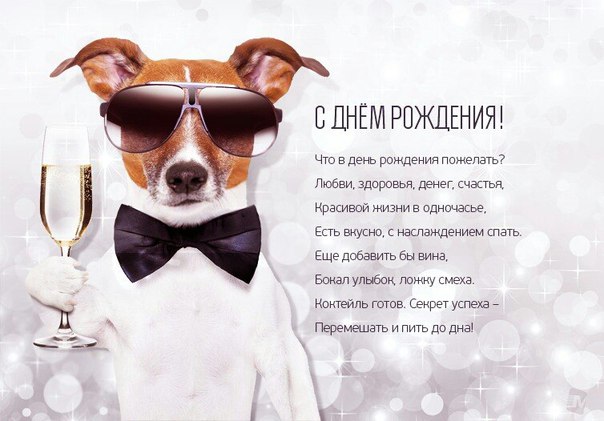 С ДНЁМ РОЖДЕНИЯ!
Что в день рождения пожелать?
Любви, здоровья, денег, счастья,
Красивой жизни в одночасье,
Есть вкусно, с наслаждением спать.
Еще добавить бы вина,
Бокал улыбок, ложку смеха.
Коктейль готов. Секрет успеха –
Перемешать и пить до дна!